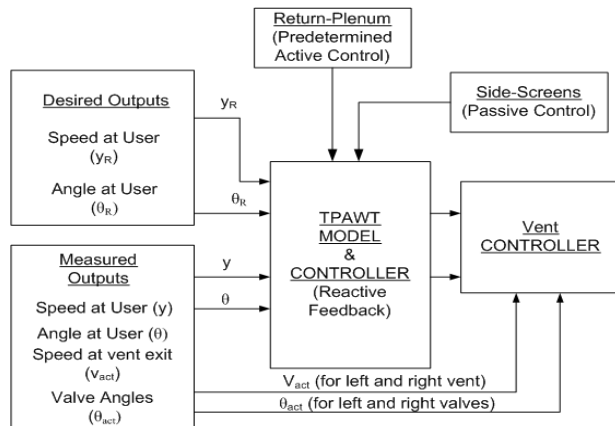 Return-Plenum
(Predetermined
Active Control)
Side-Screens
(Passive Control)
Desired Outputs
Speed at User
(yR)
Angle at User
(θR)
yR
θR
TPAWT
MODEL
&
CONTROLLER
(Reactive
Feedback)
Vent
CONTROLLER
Measured
Outputs
Speed at User (y)
Angle at User (θ)
Speed at vent exit
(vact)
Valve Angles
(θact)
y
θ
Vact (for left and right vent)
θact (for left and right valves)